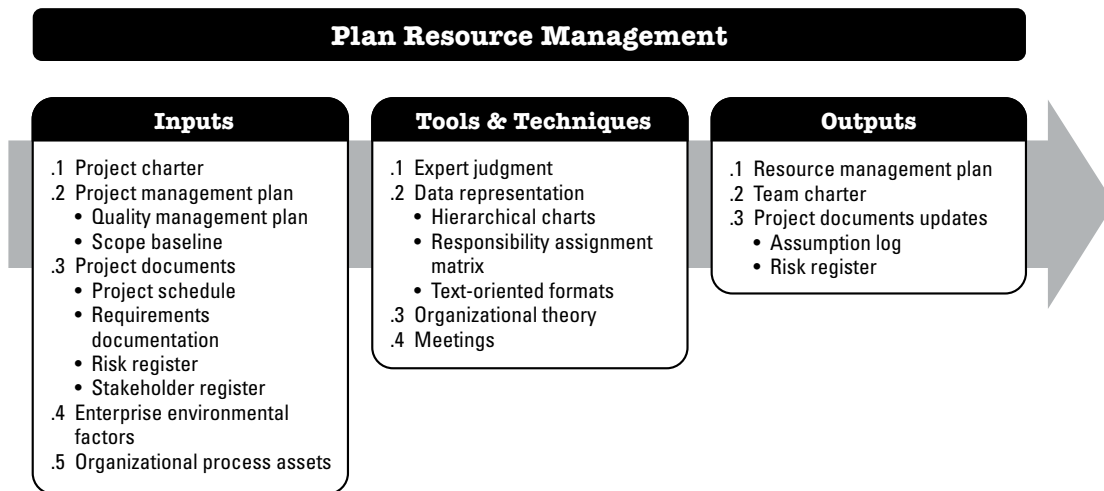 Plan Resource Management
Inputs
.1 Project charter
.2 Project management plan
• Quality management plan
• Scope baseline
.3 Project documents
• Project schedule
• Requirements
documentation
• Risk register
• Stakeholder register
.4 Enterprise environmental
factors
.5 Organizational process assets
Tools & Techniques
.1 Expert judgment
.2 Data representation
• Hierarchical charts
• Responsibility assignment
matrix
• Text-oriented formats
.3 Organizational theory
.4 Meetings
Outputs
.1 Resource management plan
.2 Team charter
.3 Project documents updates
• Assumption log
• Risk register